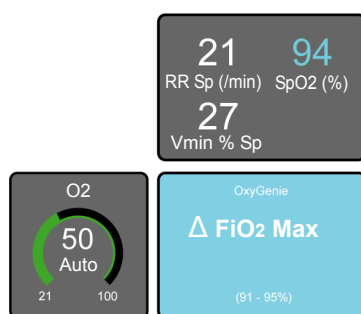 21 94
RR Sp (/min) SpO2 (%)
27
Vmin % Sp
O2
50
Auto
21 100
OxyGenie
Δ FiO2 Max
(91 - 95%)